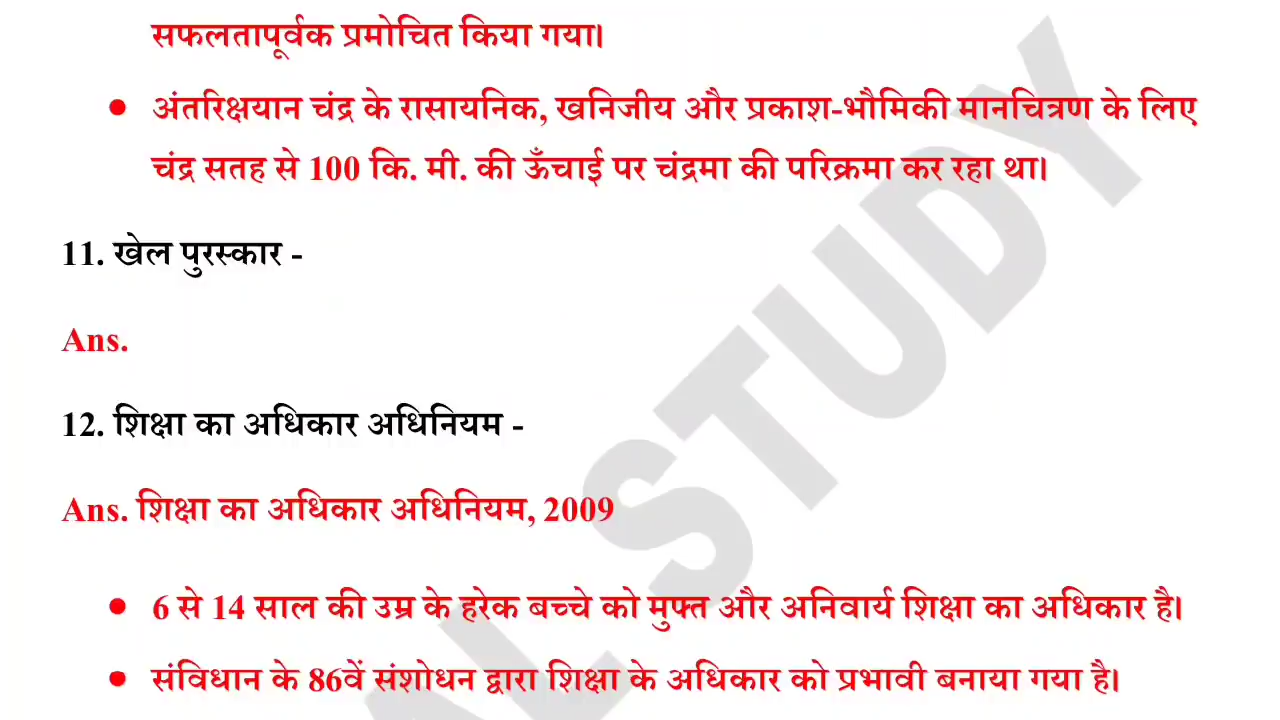 सफलतापूर्वक प्रमोचित किया गया।
● अंतरिक्षयान चंद्र के रासायनिक, खनिजीय और प्रकाश-भौमिकी मानचित्रण के लिए
चंद्र सतह से 100 कि. मी. की ऊँचाई पर चंद्रमा की परिक्रमा कर रहा था।
11. खेल पुरस्कार -
Ans.
12. शिक्षा का अधिकार अधिनियम -
Ans. शिक्षा का अधिकार अधिनियम, 2009
● 6 से 14 साल की उम्र के हरेक बच्चे को मुफ्त और अनिवार्य शिक्षा का अधिकार है।
● संविधान के 86वें संशोधन द्वारा शिक्षा के अधिकार को प्रभावी बनाया गया है।
AL STUDY